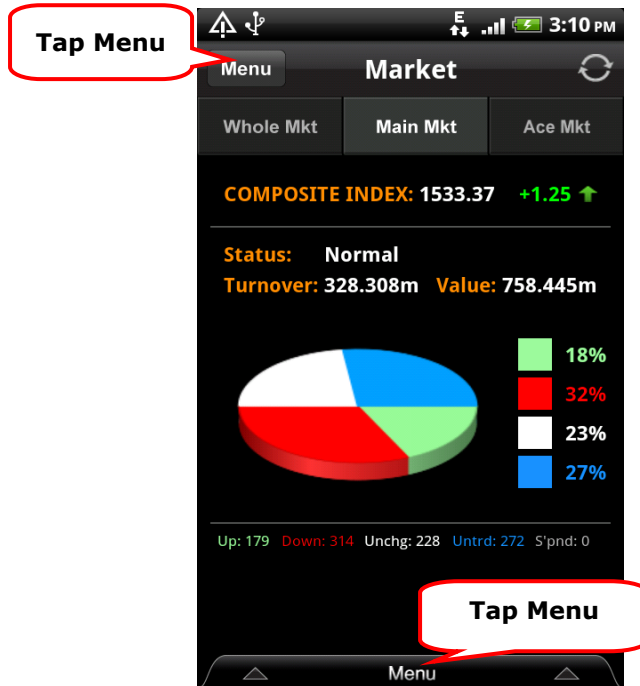 Tap Menu
E
3:10 PM
Menu
Market
Whole Mkt Main Mkt Ace Mkt
COMPOSITE INDEX: 1533.37 +1.25
Status: Normal
Turnover: 328.308m Value: 758.445m
18%
32%
23%
27%
Up: 179 Down: 314 Unchg: 228 Untrd: 272 S'pnd: 0
Tap Menu
Menu